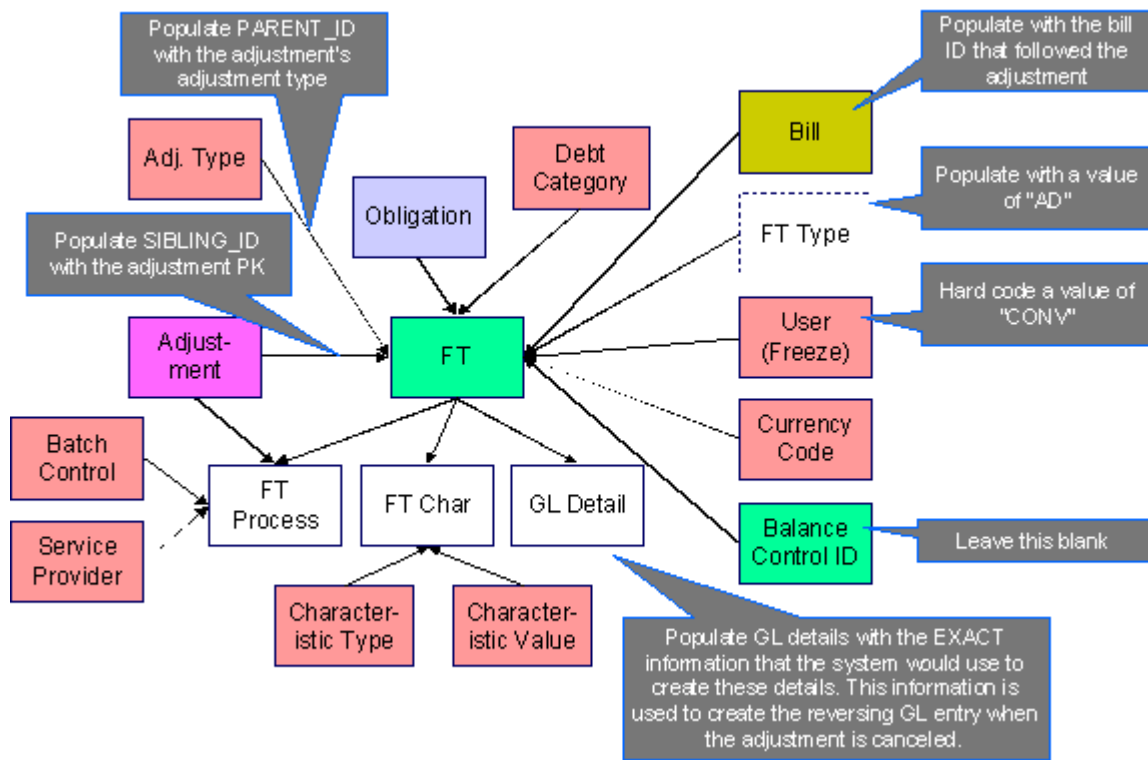 Populate PARENT_ID
with the adjustment's
adjustment type
Populate with the bill
ID that followed the
adjustment
Bill
Adj. Type
Debt
Category
Populate with a value
of "AD"
Obligation
FT Type
Populate SIBLING_ID
with the adjustment PK
Hard code a value of
"CONV"
User
(Freeze)
Adjust-
ment
FT
Currency
Code
Batch
Control
FT
Process
FT Char
GL Detail
Balance
Control ID
Leave this blank
Service
Provider
Character-
istic Type
Character-
istic Value
Populate GL details with the EXACT
information that the system would use to
create these details. This information is
used to create the reversing GL entry when
the adjustment is canceled.